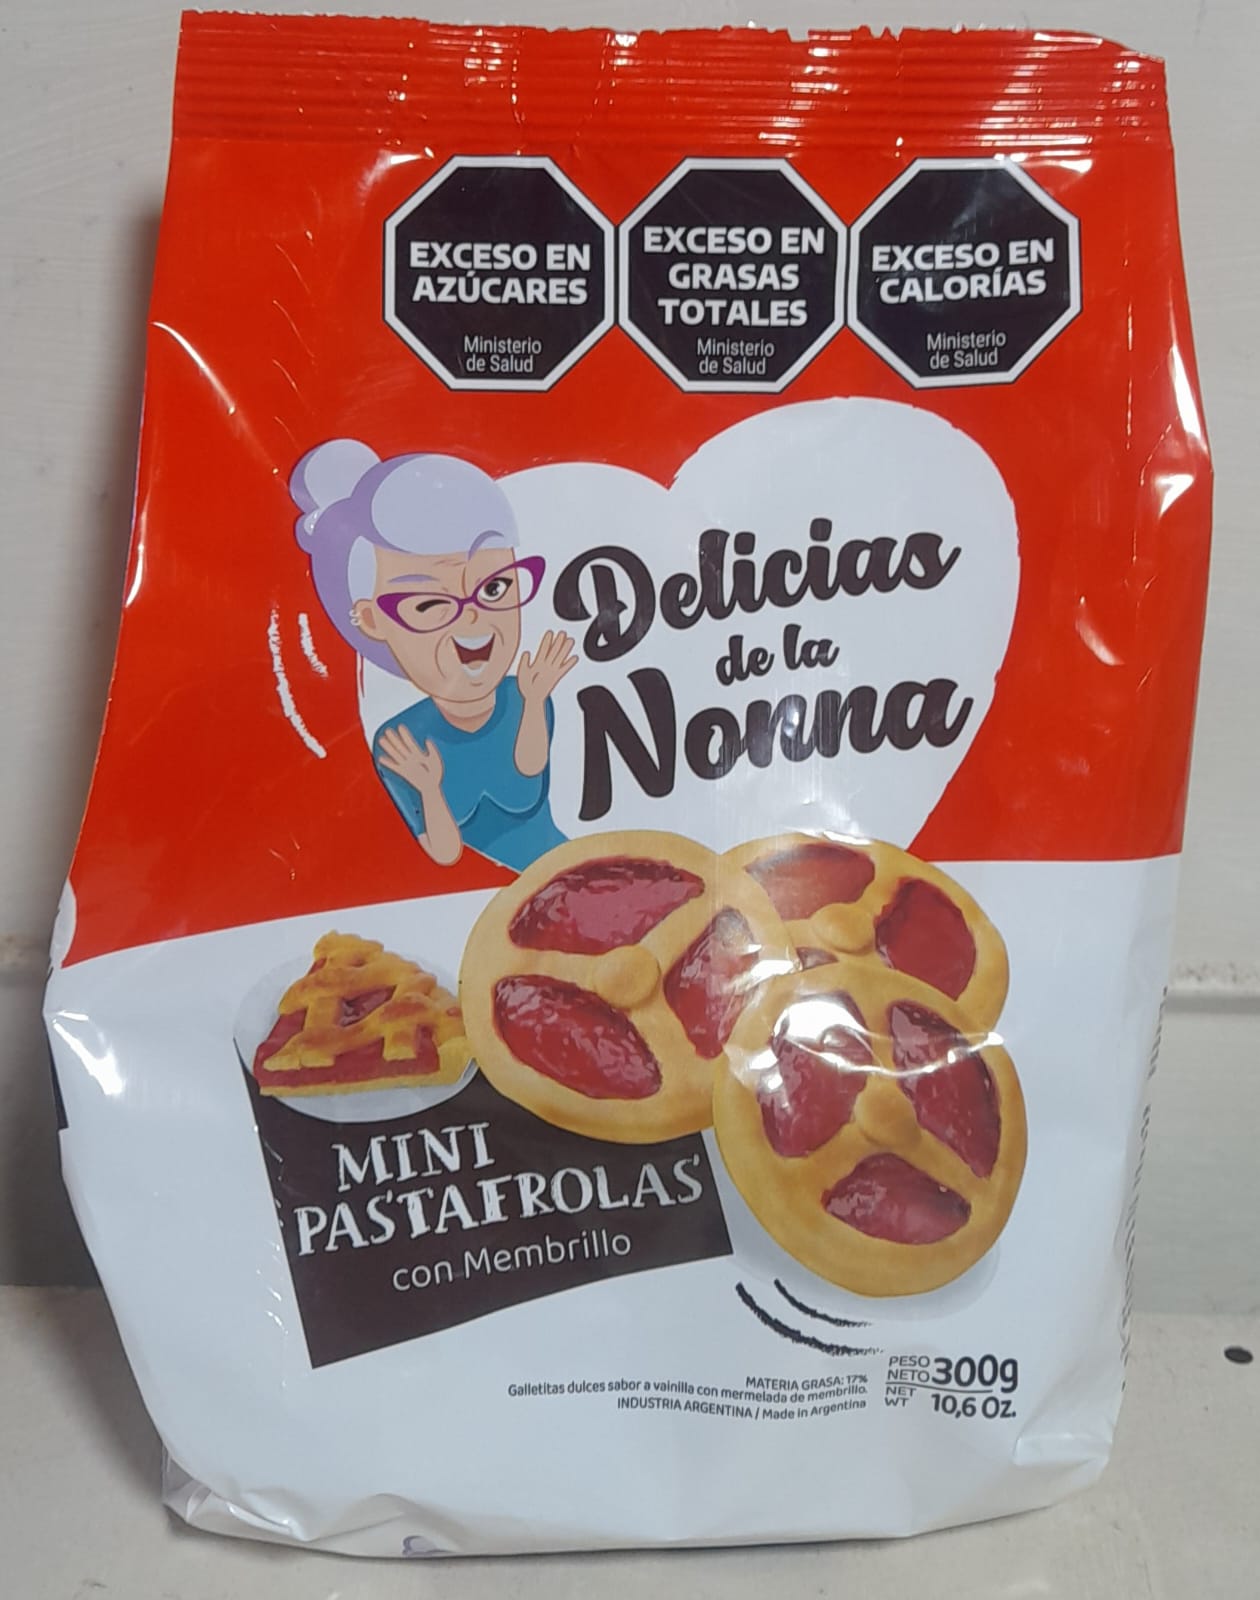 EXCESO EN
AZÚCARES
Ministerio
de Salud
EXCESO EN
GRASAS
TOTALES
Ministerio
de Salud
EXCESO EN
CALORÍAS
Ministerio
de Salud
Delicias
de la
Nonna
MINI
PASTAFROLAS
con Membrillo
MATERIA GRASA: 17%
Galletitas dulces sabor a vainilla con mermelada de membrillo.
INDUSTRIA ARGENTINA / Made in Argentina
PESO
NETO 300g
NET
WT 10,6 Oz.